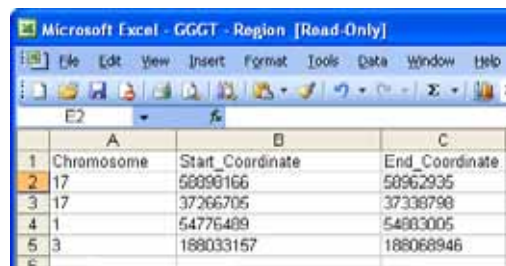 Microsoft Excel - GGGT - Region [Read-Only]
File Edit View Insert Format Tools Data Window Help
E2 fx
A B C
1 Chromosome Start_Coordinate End_Coordinate
2 17 58898166 58962935
3 17 37266705 37338798
4 1 54776489 54883005
5 3 188033157 188068946
6